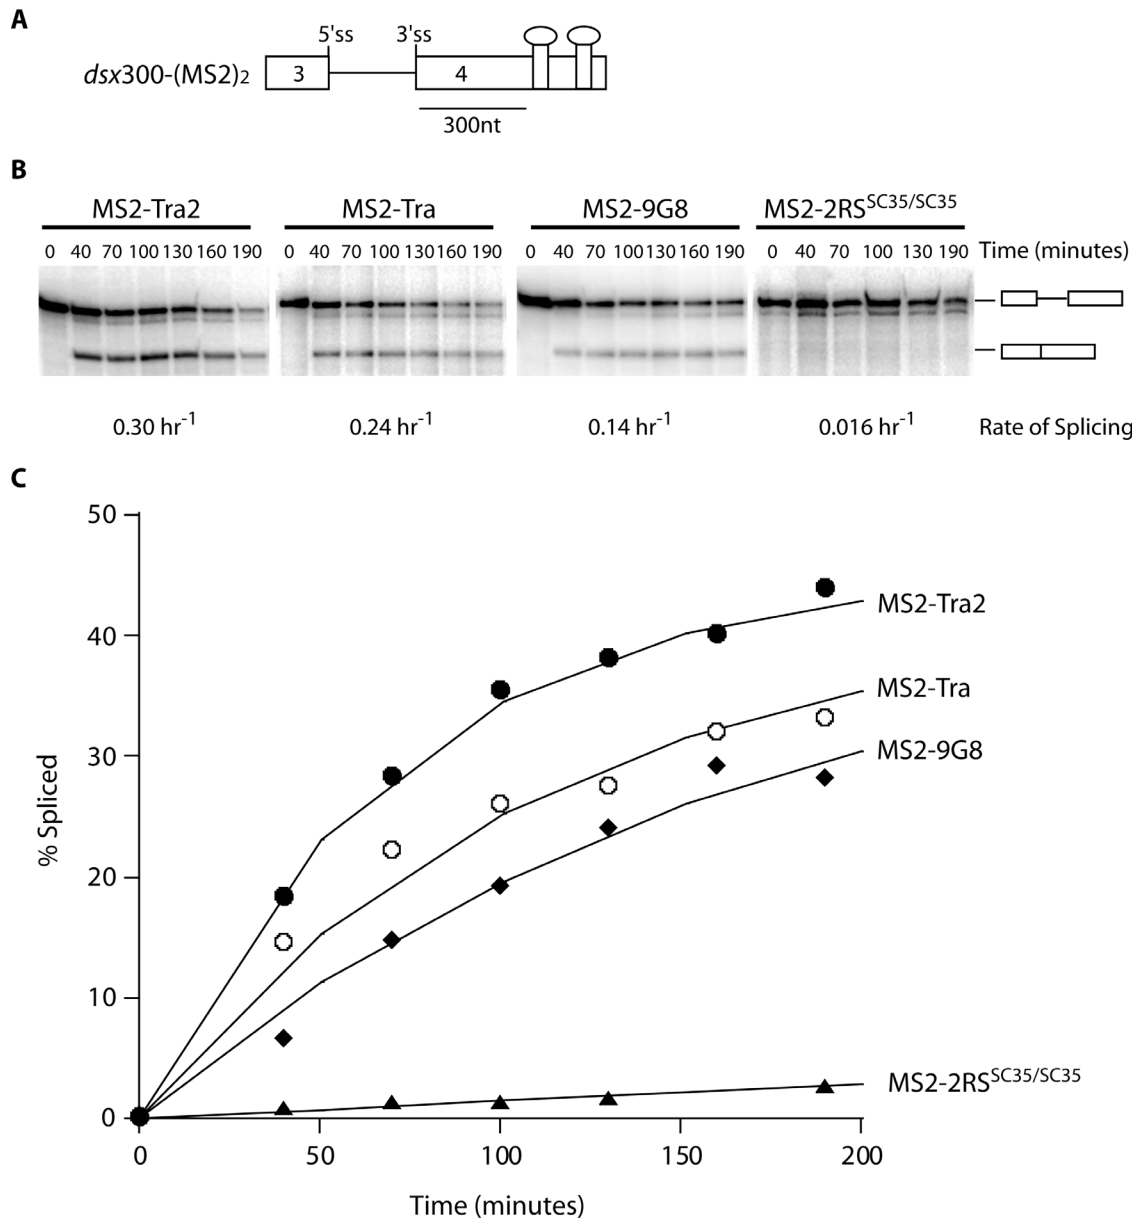 A
5'ss 3'ss
dsx300-(MS2)2 3 4
300nt
B
MS2-Tra2 MS2-Tra MS2-9G8 MS2-2RS^SC35/SC35
0 40 70 100 130 160 190 0 40 70 100 130 160 190 0 40 70 100 130 160 190 0 40 70 100 130 190 Time (minutes)
0.30 hr^-1 0.24 hr^-1 0.14 hr^-1 0.016 hr^-1 Rate of Splicing
C
50
40
30
20
10
0
% Spliced
MS2-Tra2
MS2-Tra
MS2-9G8
MS2-2RS^SC35/SC35
0 50 100 150 200
Time (minutes)